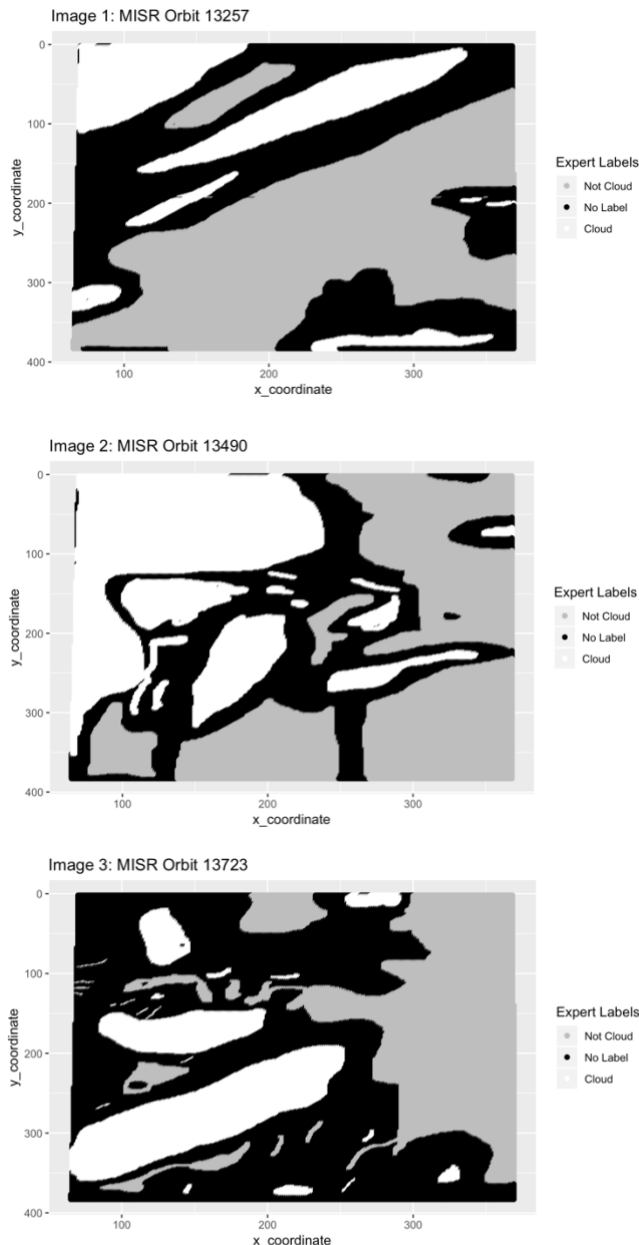 Image 1: MISR Orbit 13257
0
100
200
300
400
y_coordinate
100
200
300
x_coordinate
Expert Labels
Not Cloud
No Label
Cloud
Image 2: MISR Orbit 13490
0
100
200
300
400
y_coordinate
100
200
300
x_coordinate
Expert Labels
Not Cloud
No Label
Cloud
Image 3: MISR Orbit 13723
0
100
200
300
400
y_coordinate
100
200
300
x_coordinate
Expert Labels
Not Cloud
No Label
Cloud